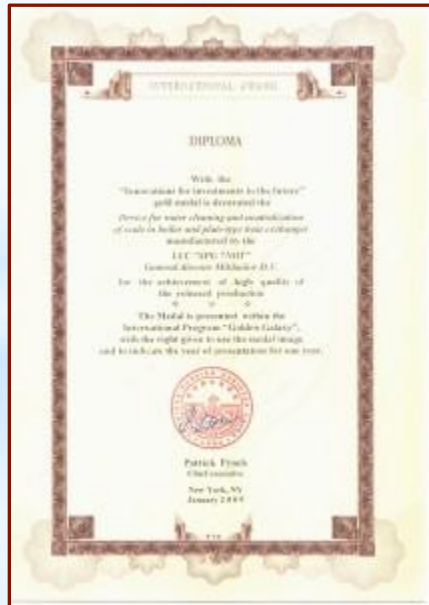 INTERNATIONAL AWARD
DIPLOMA
With the
"Innovations for investments to the future"
gold medal is decorated the
Device for water cleaning and neutralization
of scale in boiler and plate-type heat exchanger
manufactured by the
LLC
General director Mikhailov
for the achievement of high quality of
the released production
* * *
The Medal is presented within the
International Program "Golden Galaxy",
with the right given to use the medal image
and to indicate the year of presentation for one year.
Patrick
Chief executive
New York, NY
January 2009